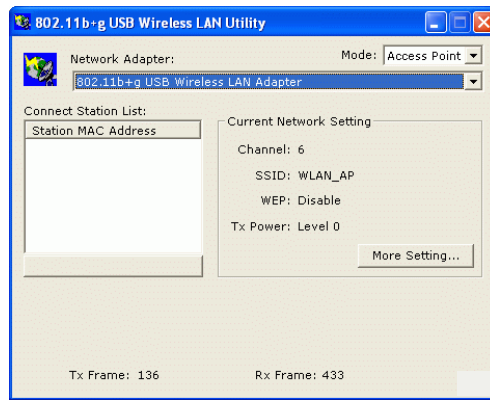 802.11b+g USB Wireless LAN Utility
Network Adapter:
Mode: Access Point
802.11b+g USB Wireless LAN Adapter
Connect Station List:
Station MAC Address
Current Network Setting
Channel: 6
SSID: WLAN_AP
WEP: Disable
Tx Power: Level 0
More Setting...
Tx Frame: 136
Rx Frame: 433